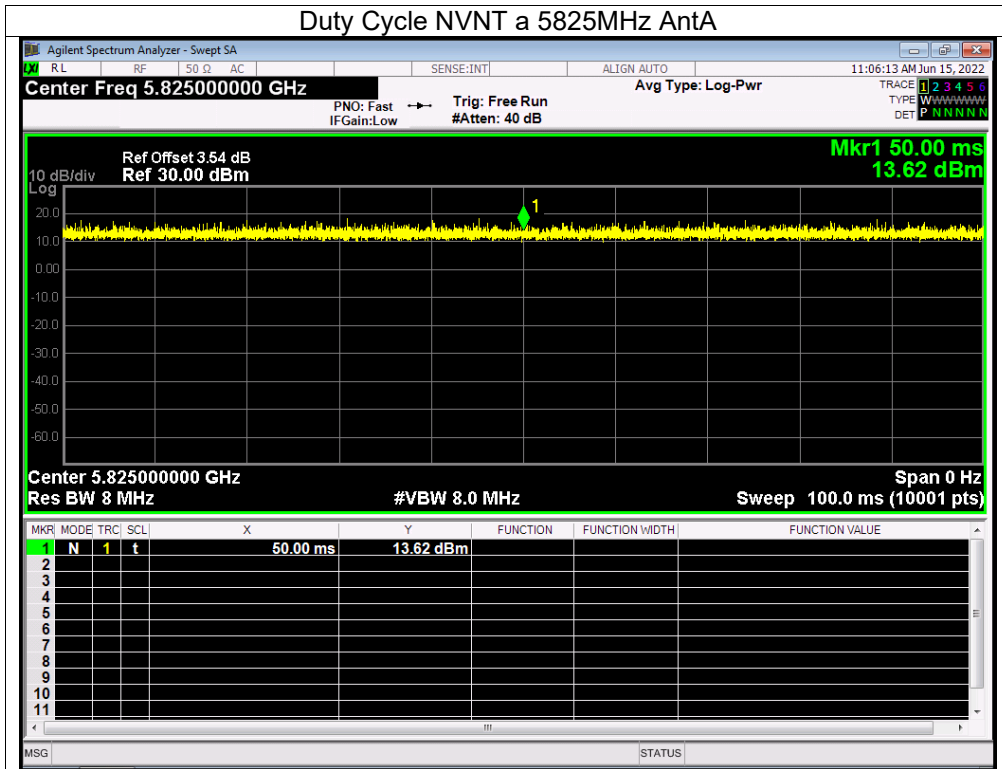 Duty Cycle NVNT a 5825MHz AntA
Agilent Spectrum Analyzer - Swept SA
LXI RL RF 50 Ω AC SENSE:INT ALIGN AUTO 11:06:13 AM Jun 15, 2022
Center Freq 5.825000000 GHz Avg Type: Log-Pwr TRACE 1 2 3 4 5 6
PNO: Fast Trig: Free Run TYPE WWWWWW
IFGain:Low #Atten: 40 dB DET P N N N N N
Mkr1 50.00 ms
13.62 dBm
Ref Offset 3.54 dB
10 dB/div Ref 30.00 dBm
Log
20.0
1
10.0
0.00
-10.0
-20.0
-30.0
-40.0
-50.0
-60.0
Center 5.825000000 GHz Span 0 Hz
Res BW 8 MHz #VBW 8.0 MHz Sweep 100.0 ms (10001 pts)
MKR MODE TRC SCL X Y FUNCTION FUNCTION WIDTH FUNCTION VALUE
1 N 1 t 50.00 ms 13.62 dBm
2
3
4
5
6
7
8
9
10
11
MSG STATUS